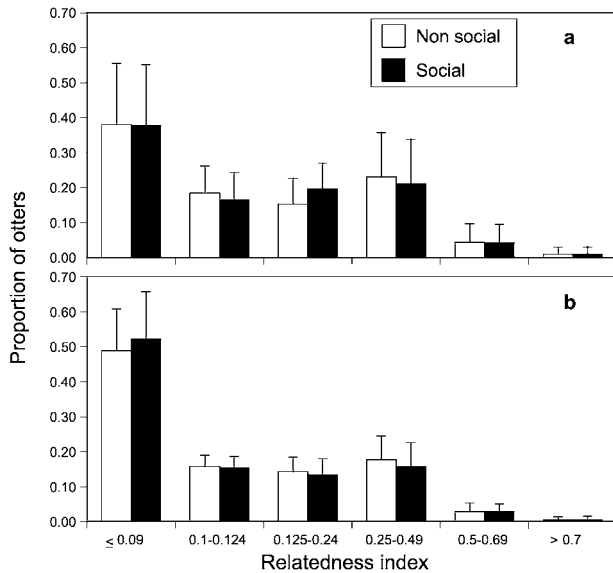 Proportion of otters
0.70
0.60
0.50
0.40
0.30
0.20
0.10
0.00
Non social
Social
a
0.70
0.60
0.50
0.40
0.30
0.20
0.10
0.00
b
≤ 0.09 0.1-0.124 0.125-0.24 0.25-0.49 0.5-0.69 > 0.7
Relatedness index